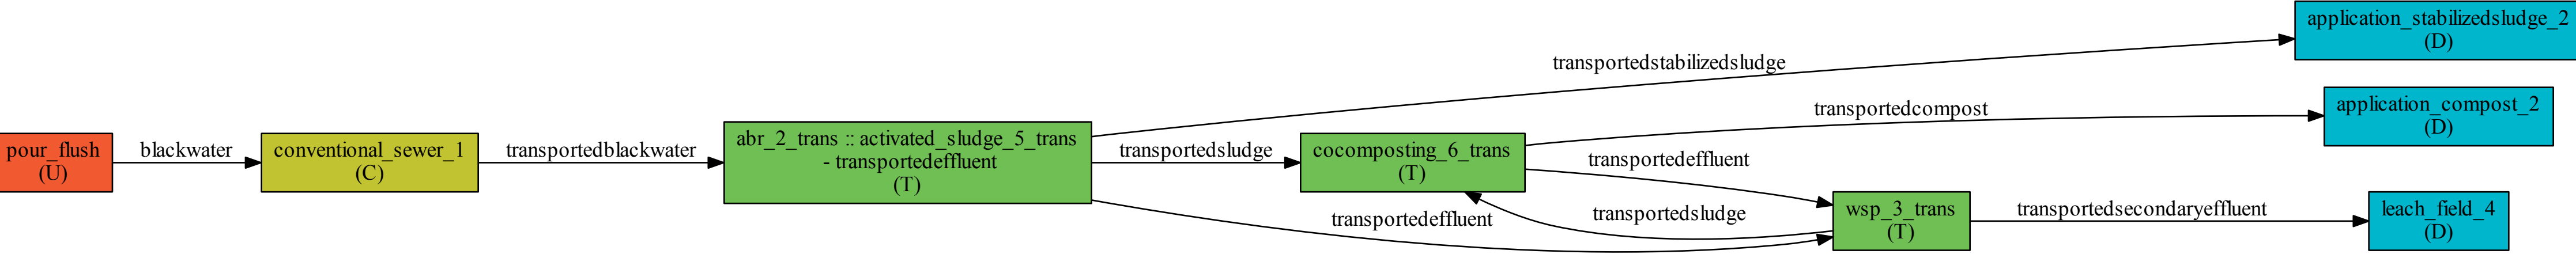 pour_flush
(U)
blackwater
conventional_sewer_1
(C)
transportedblackwater
abr_2_trans :: activated_sludge_5_trans
- transportedeffluent
(T)
transportedstabilizedsludge
application_stabilizedsludge_2
(D)
transportedsludge
cocomposting_6_trans
(T)
transportedcompost
application_compost_2
(D)
transportedeffluent
transportedeffluent
transportedsludge
wsp_3_trans
(T)
transportedsecondaryeffluent
leach_field_4
(D)